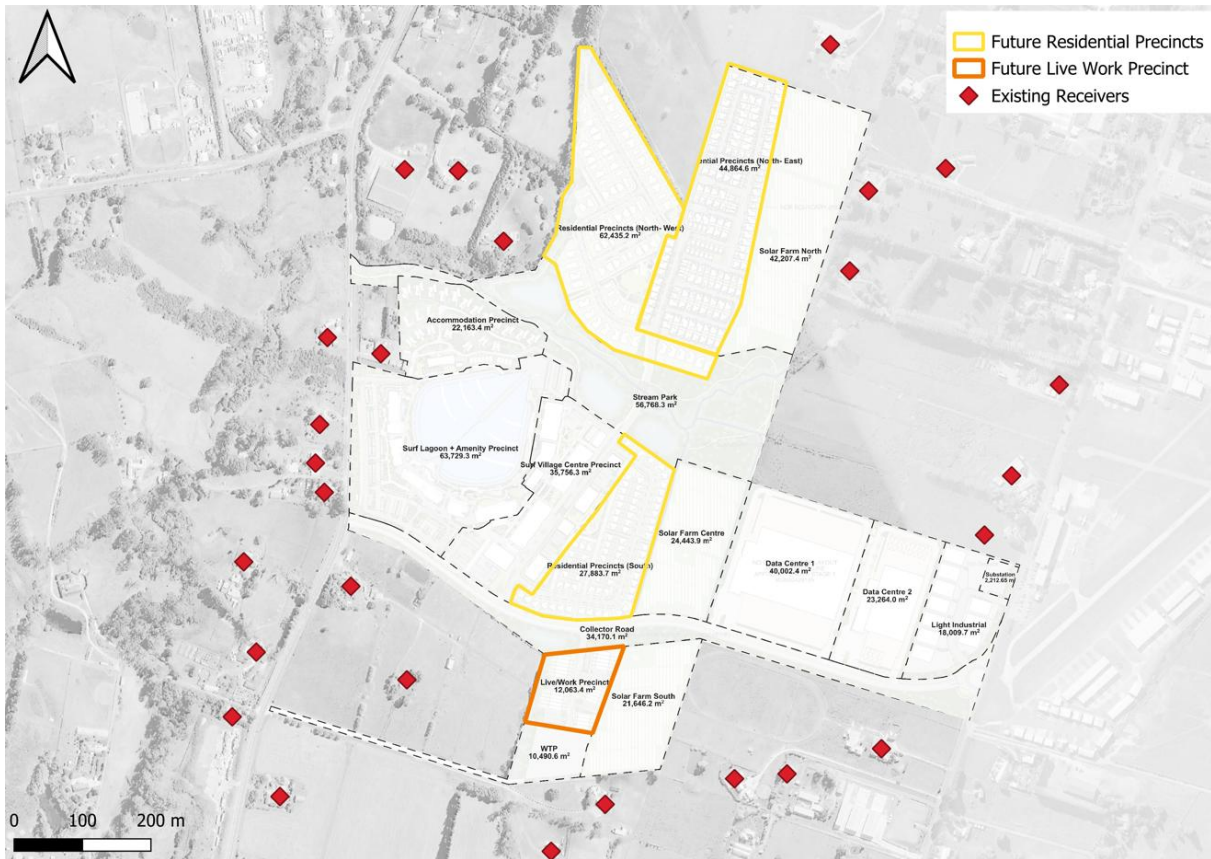 Future Residential Precincts
Future Live Work Precinct
Existing Receivers
ential Precincts (North- East)
44,864.6 m²
Residential Precincts (North- West)
62,435.2 m²
Solar Farm North
42,207.4 m²
Accommodation Precinct
22,163.4 m²
Stream Park
56,768.3 m²
Surf Lagoon + Amenity Precinct
63,729.3 m²
Surf Village Centre Precinct
35,756.3 m²
Solar Farm Centre
24,443.9 m²
Residential Precincts (South)
27,883.7 m²
Data Centre 1
40,002.4 m²
Data Centre 2
23,264.0 m²
Substation
2,212.65 m²
Light Industrial
18,009.7 m²
Collector Road
34,170.1 m²
Live/Work Precinct
12,063.4 m²
Solar Farm South
21,646.2 m²
WTP
10,490.6 m²
0 100 200 m